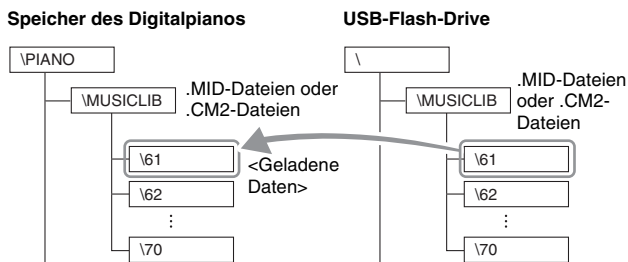 Speicher des Digitalpianos
USB-Flash-Drive
\PIANO
\MUSICLIB
.MID-Dateien oder
.CM2-Dateien
\61
<Geladene
Daten>
\62
⋮
\70
\
\MUSICLIB
.MID-Dateien
oder .CM2-
Dateien
\61
\62
⋮
\70